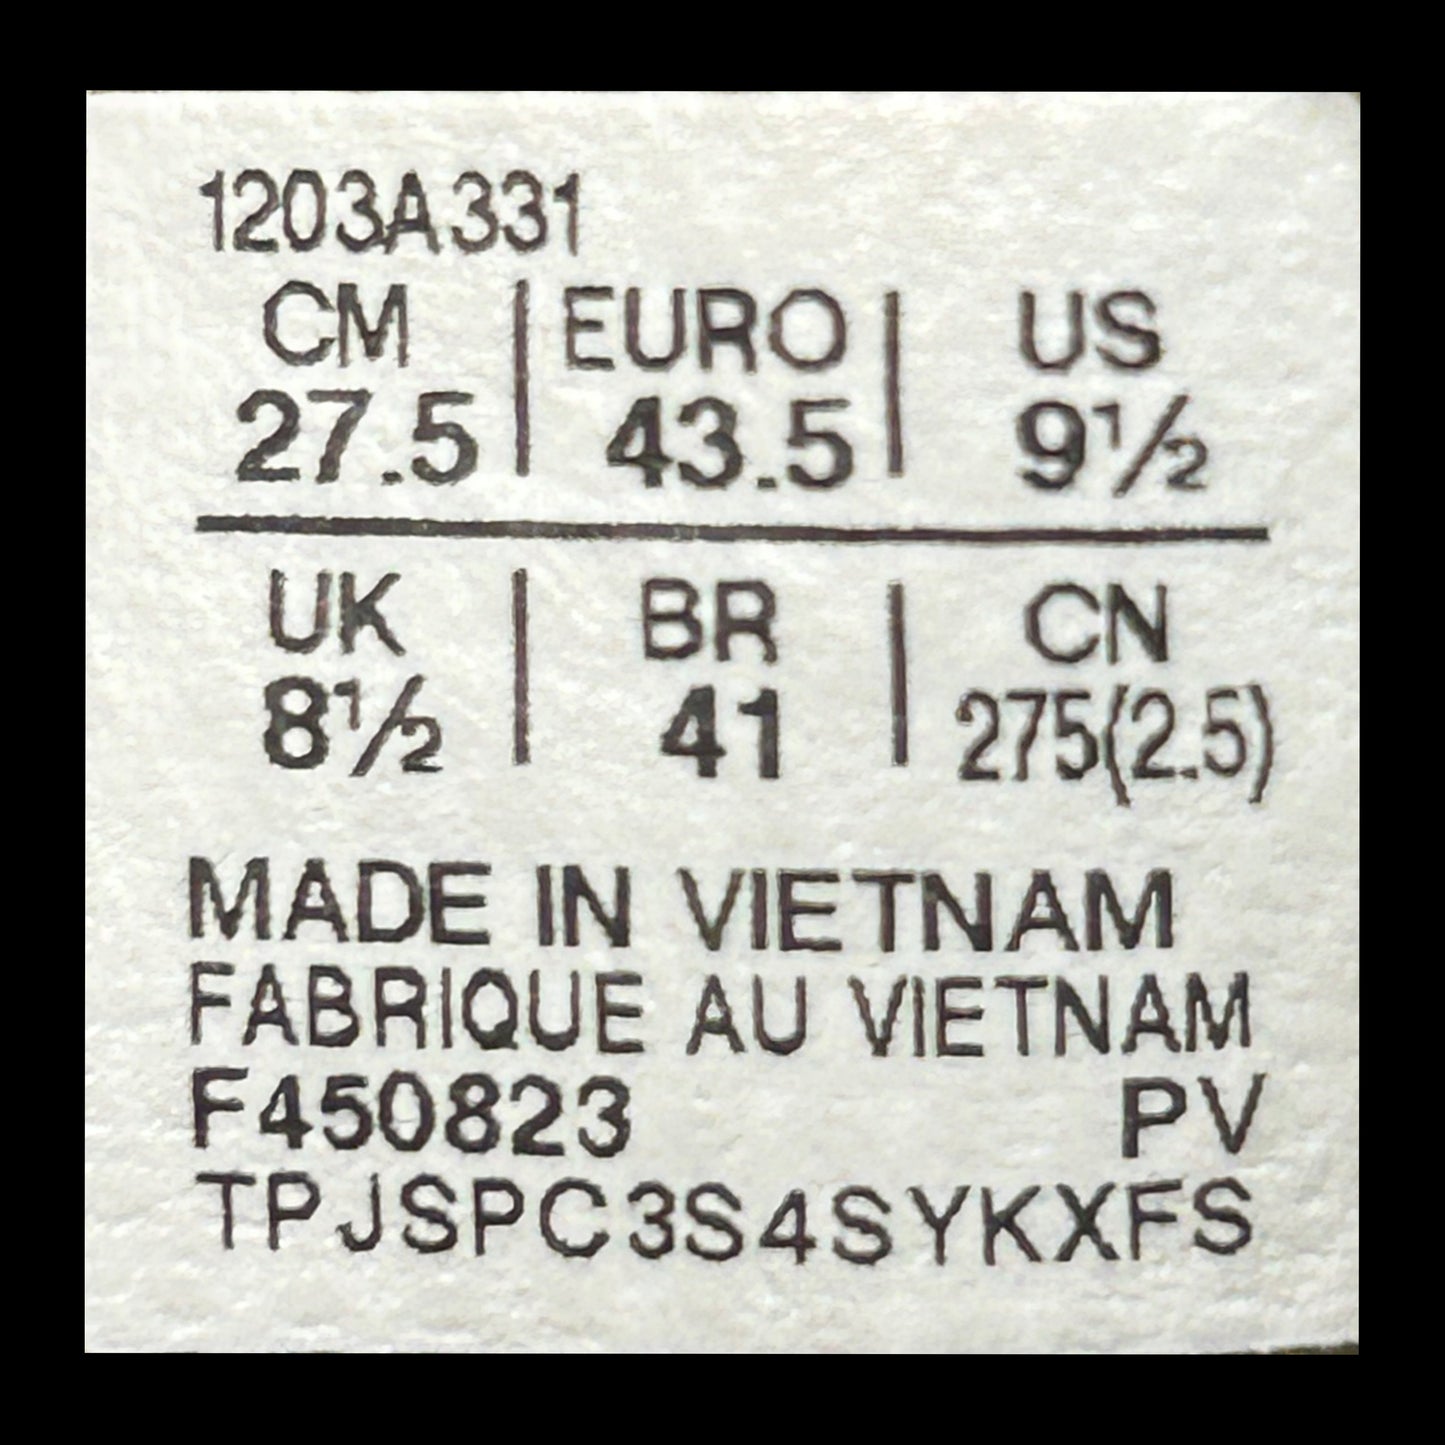 1203A331
CM EURO US
27.5 43.5 9½
UK BR CN
8½ 41 275(2.5)
MADE IN VIETNAM
FABRIQUE AU VIETNAM
F450823 PV
TPJSPC3S4SYKXFS